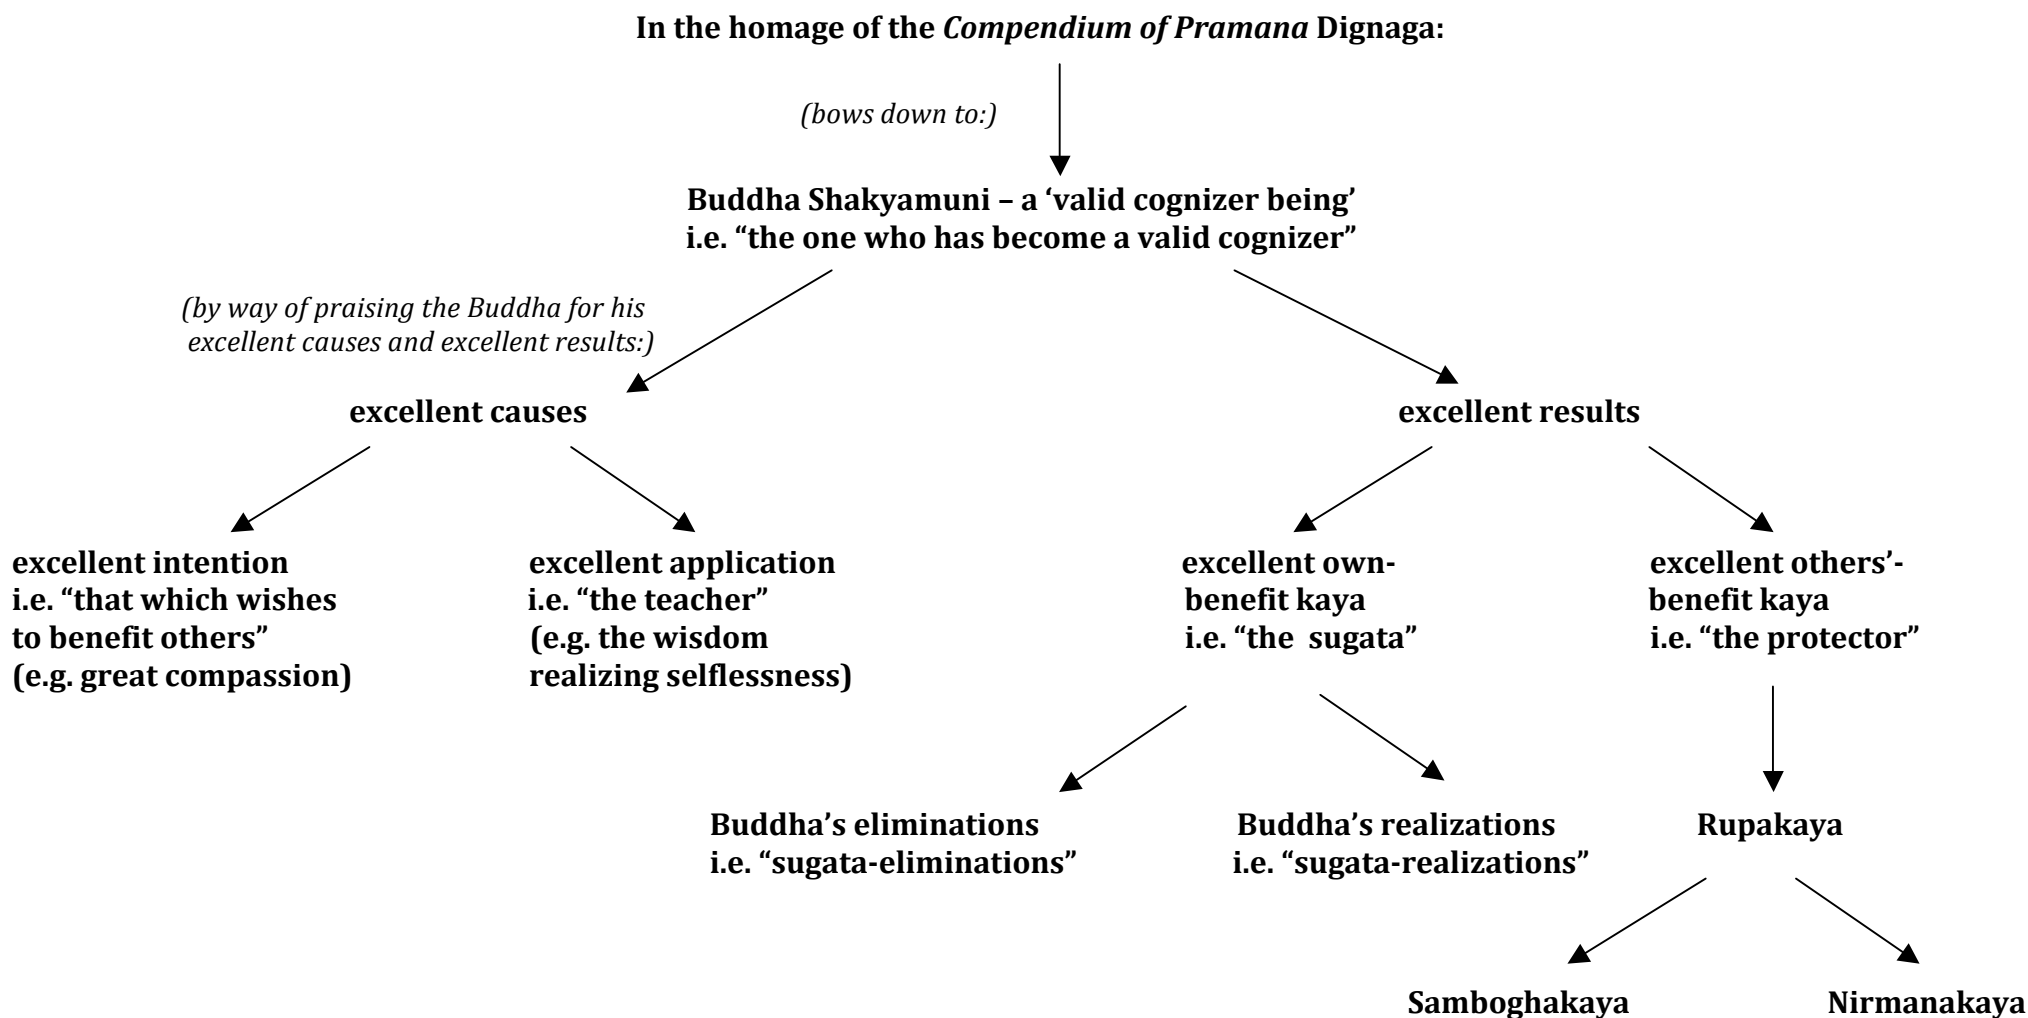 In the homage of the Compendium of Pramana Dignaga:
(bows down to:)
Buddha Shakyamuni – a ‘valid cognizer being’
i.e. “the one who has become a valid cognizer”
(by way of praising the Buddha for his
excellent causes and excellent results:)
excellent causes
excellent results
excellent intention
i.e. “that which wishes
to benefit others”
(e.g. great compassion)
excellent application
i.e. “the teacher”
(e.g. the wisdom
realizing selflessness)
excellent own-
benefit kaya
i.e. “the sugata”
excellent others’-
benefit kaya
i.e. “the protector”
Buddha’s eliminations
i.e. “sugata-eliminations”
Buddha’s realizations
i.e. “sugata-realizations”
Rupakaya
Samboghakaya
Nirmanakaya